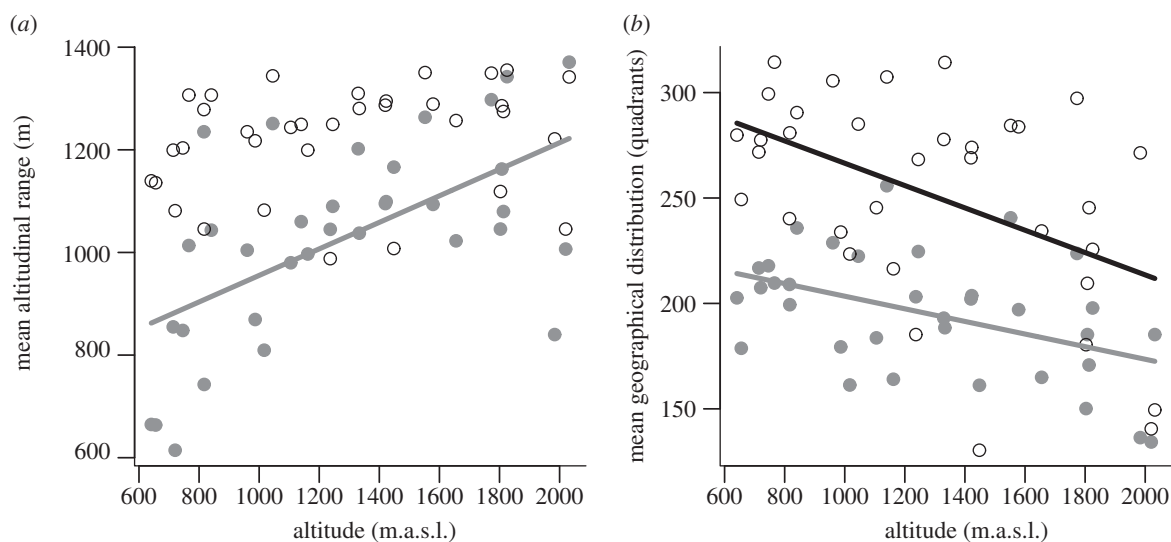 (a)
1400
1200
1000
800
600
mean altitudinal range (m)
600 800 1000 1200 1400 1600 1800 2000
altitude (m.a.s.l.)
(b)
300
250
200
150
mean geographical distribution (quadrants)
600 800 1000 1200 1400 1600 1800 2000
altitude (m.a.s.l.)